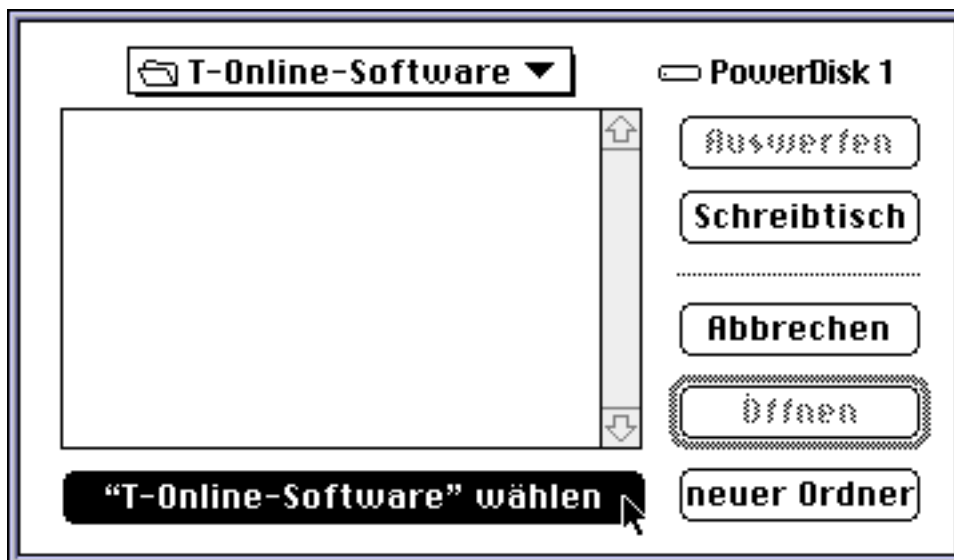 T-Online-Software
PowerDisk 1
Auswerfen
Schreibtisch
Abbrechen
Öffnen
“T-Online-Software” wählen
neuer Ordner